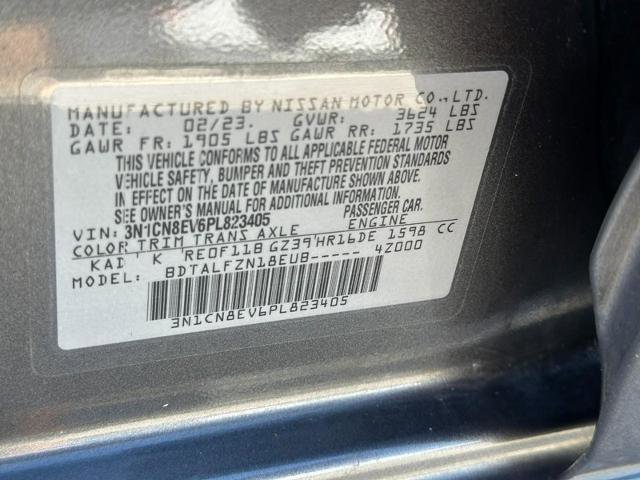 MANUFACTURED BY NISSAN MOTOR CO., LTD.
DATE: 02/23. GVWR: 3624 LBS
GAWR FR: 1905 LBS GAWR RR: 1735 LBS
THIS VEHICLE CONFORMS TO ALL APPLICABLE FEDERAL MOTOR
VEHICLE SAFETY, BUMPER AND THEFT PREVENTION STANDARDS
IN EFFECT ON THE DATE OF MANUFACTURE SHOWN ABOVE.
SEE OWNER'S MANUAL FOR ADDITIONAL INFORMATION.
VIN: 3N1CN8EV6PL823405 PASSENGER CAR.
COLOR TRIM TRANS AXLE ENGINE
KAD K RE0F11B GZ39 HR16DE 1598 CC
MODEL: BDTALFZN18EUB----- 4Z000
3N1CN8EV6PL823405